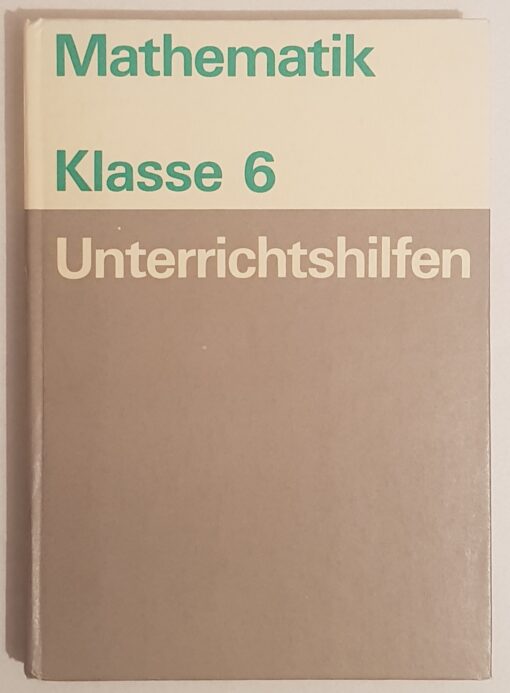 Mathematik
Klasse 6
Unterrichtshilfen